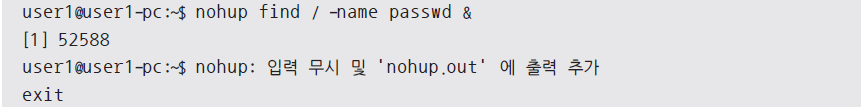 user1@user1-pc:~$ nohup find / -name passwd &
[1] 52588
user1@user1-pc:~$ nohup: 입력 무시 및 'nohup.out' 에 출력 추가
exit